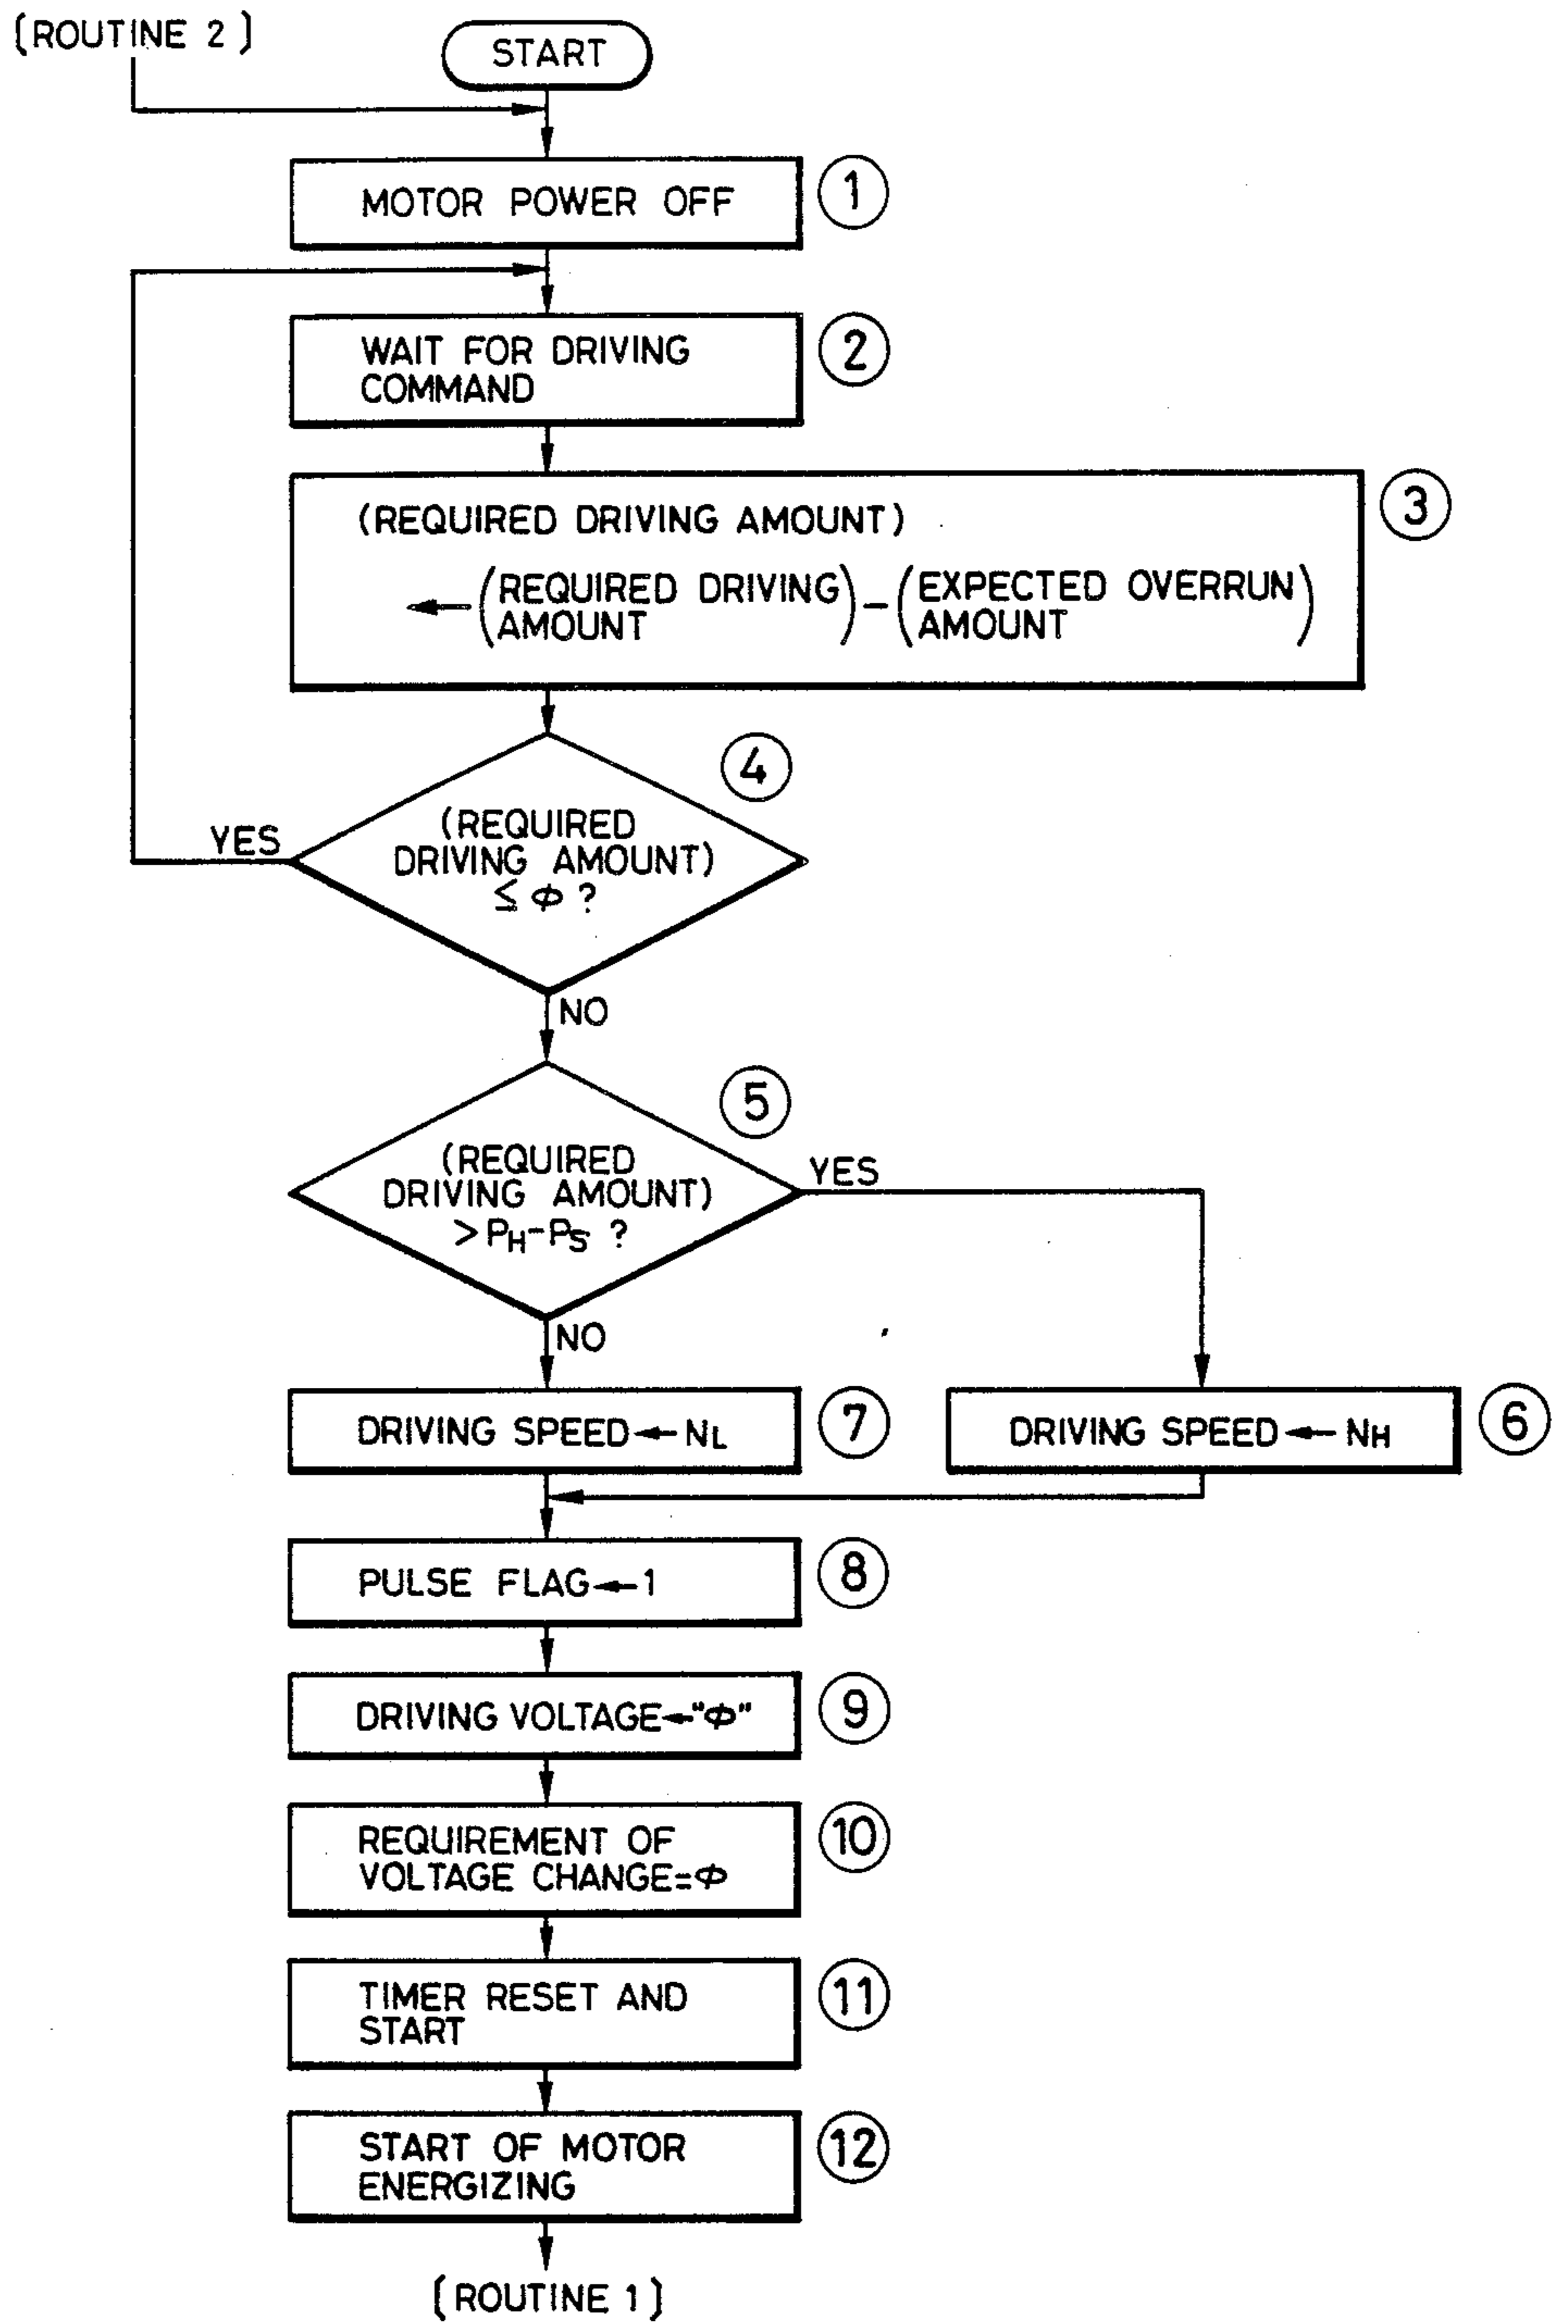 (ROUTINE 2)
START
MOTOR POWER OFF
1
WAIT FOR DRIVING
COMMAND
2
(REQUIRED DRIVING AMOUNT)
←(REQUIRED DRIVING AMOUNT)-(EXPECTED OVERRUN AMOUNT)
3
4
(REQUIRED
DRIVING AMOUNT)
≦ Φ ?
YES
NO
5
(REQUIRED
DRIVING AMOUNT)
> PH-PS ?
YES
NO
DRIVING SPEED←NL
7
DRIVING SPEED← NH
6
PULSE FLAG←1
8
DRIVING VOLTAGE←"Φ"
9
REQUIREMENT OF
VOLTAGE CHANGE=Φ
10
TIMER RESET AND
START
11
START OF MOTOR
ENERGIZING
12
(ROUTINE 1)